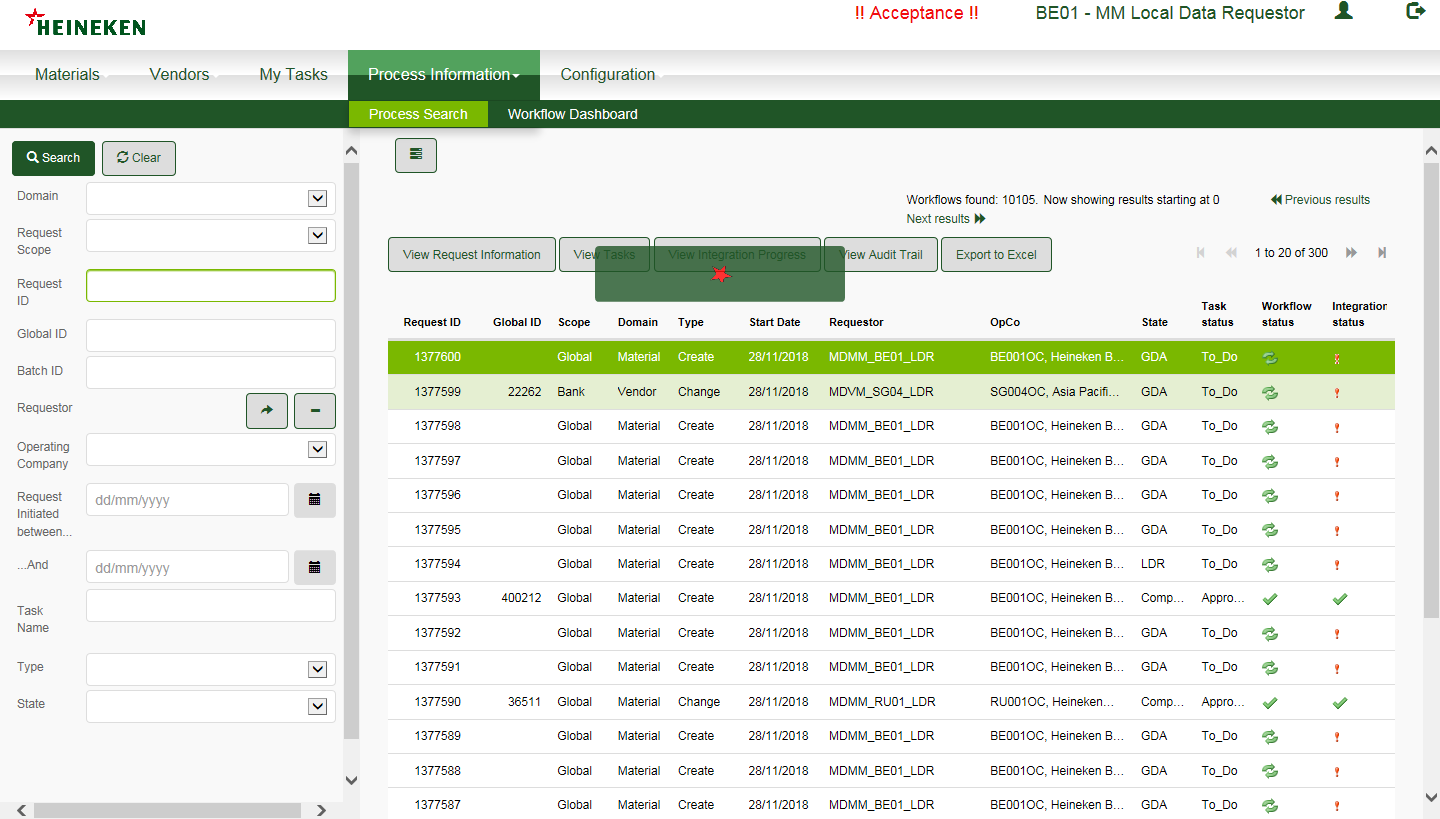 HEINEKEN
!! Acceptance !!
BE01 - MM Local Data Requestor
Materials Vendors My Tasks Process Information Configuration
Process Search Workflow Dashboard
Search Clear
Domain
Request Scope
Request ID
Global ID
Batch ID
Requestor
Operating Company
Request Initiated between...
dd/mm/yyyy
...And
dd/mm/yyyy
Task Name
Type
State
Workflows found: 10105. Now showing results starting at 0 Previous results
Next results
View Request Information View Tasks View Integration Progress View Audit Trail Export to Excel 1 to 20 of 300
Request ID Global ID Scope Domain Type Start Date Requestor OpCo State Task status Workflow status Integration status
1377600 Global Material Create 28/11/2018 MDMM_BE01_LDR BE001OC, Heineken B... GDA To_Do
1377599 22262 Bank Vendor Change 28/11/2018 MDVM_SG04_LDR SG004OC, Asia Pacifi... GDA To_Do
1377598 Global Material Create 28/11/2018 MDMM_BE01_LDR BE001OC, Heineken B... GDA To_Do
1377597 Global Material Create 28/11/2018 MDMM_BE01_LDR BE001OC, Heineken B... GDA To_Do
1377596 Global Material Create 28/11/2018 MDMM_BE01_LDR BE001OC, Heineken B... GDA To_Do
1377595 Global Material Create 28/11/2018 MDMM_BE01_LDR BE001OC, Heineken B... GDA To_Do
1377594 Global Material Create 28/11/2018 MDMM_BE01_LDR BE001OC, Heineken B... LDR To_Do
1377593 400212 Global Material Create 28/11/2018 MDMM_BE01_LDR BE001OC, Heineken B... Comp... Appro...
1377592 Global Material Create 28/11/2018 MDMM_BE01_LDR BE001OC, Heineken B... GDA To_Do
1377591 Global Material Create 28/11/2018 MDMM_BE01_LDR BE001OC, Heineken B... GDA To_Do
1377590 36511 Global Material Change 28/11/2018 MDMM_RU01_LDR RU001OC, Heineken... Comp... Appro...
1377589 Global Material Create 28/11/2018 MDMM_BE01_LDR BE001OC, Heineken B... GDA To_Do
1377588 Global Material Create 28/11/2018 MDMM_BE01_LDR BE001OC, Heineken B... GDA To_Do
1377587 Global Material Create 28/11/2018 MDMM_BE01_LDR BE001OC, Heineken B... GDA To_Do